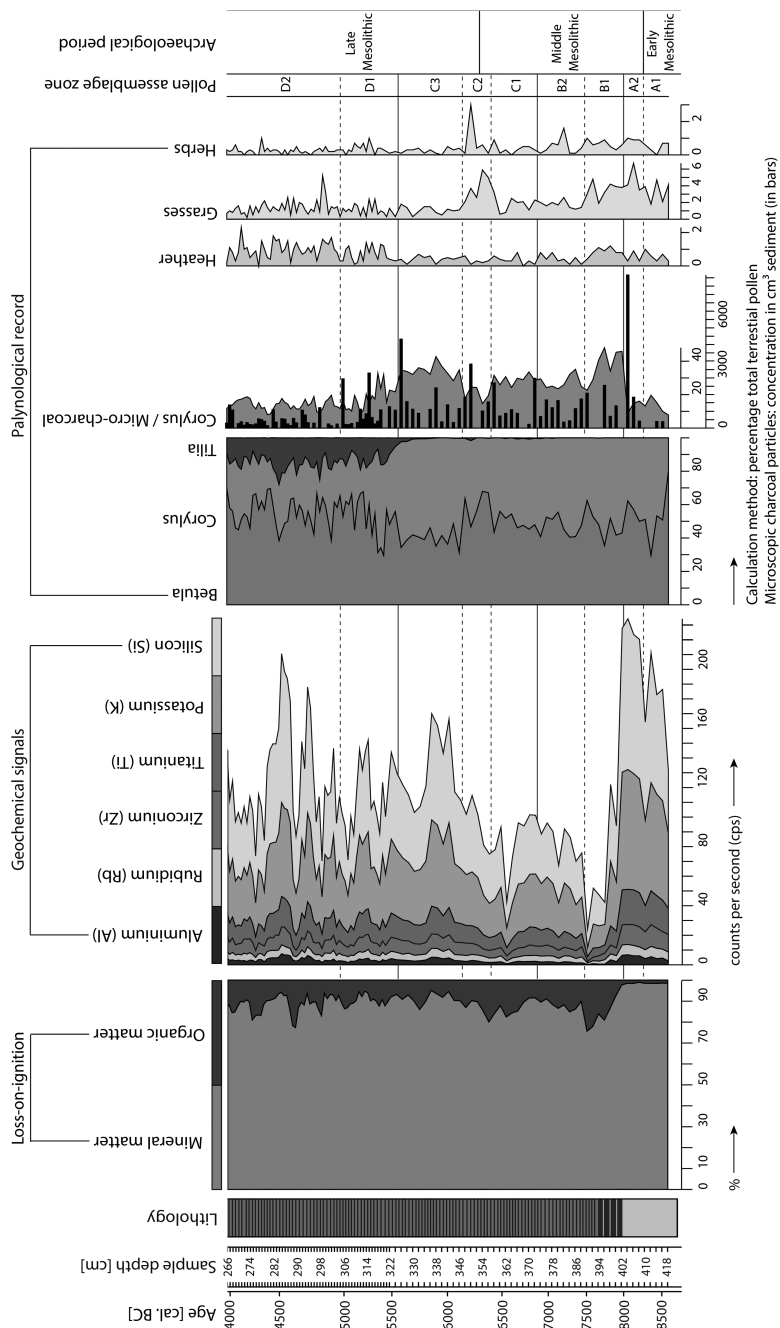 Archaeological period
Late
Mesolithic
Middle
Mesolithic
Early
Mesolithic
Pollen assemblage zone
D2
D1
C3
C2
C1
B2
B1
A2
A1
Palynological record
Herbs
0
2
Grasses
0
2
4
6
Heather
0
2
Corylus / Micro-charcoal
0
20
40
0
3000
6000
Tilia
Corylus
Betula
0
20
40
60
80
Calculation method: percentage total terrestial pollen
Microscopic charcoal particles: concentration in cm³ sediment (in bars)
Geochemical signals
Silicon (Si)
Potassium (K)
Titanium (Ti)
Zirconium (Zr)
Rubidium (Rb)
Aluminium (Al)
0
40
80
120
160
200
counts per second (cps)
Loss-on-ignition
Organic matter
Mineral matter
0
10
30
50
70
90
%
Lithology
Sample depth [cm]
266
274
282
290
298
306
314
322
330
338
346
354
362
370
378
386
394
402
410
418
Age [cal. BC]
4000
4500
5000
5500
6000
6500
7000
7500
8000
8500